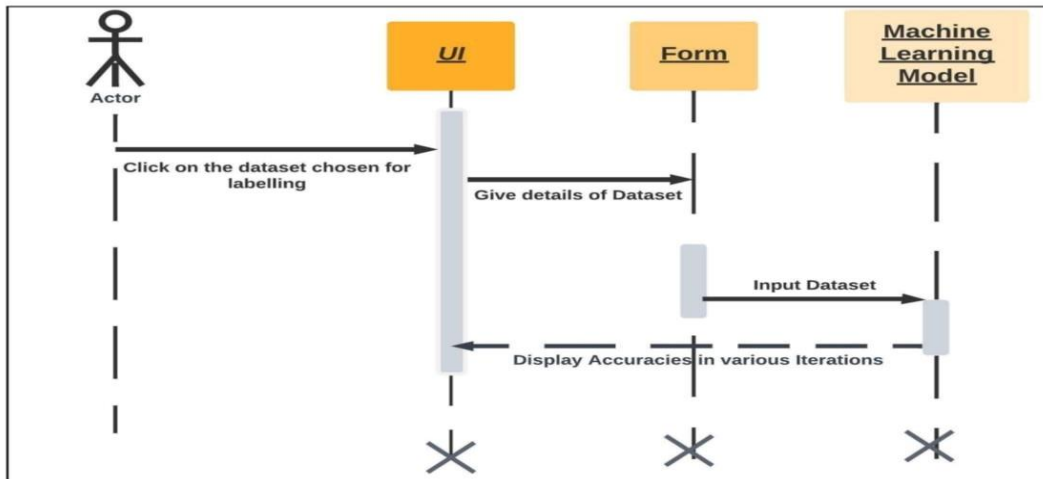 UI
Form
Machine
Learning
Model
Actor
Click on the dataset chosen for
labelling
Give details of Dataset
Input Dataset
Display Accuracies in various Iterations